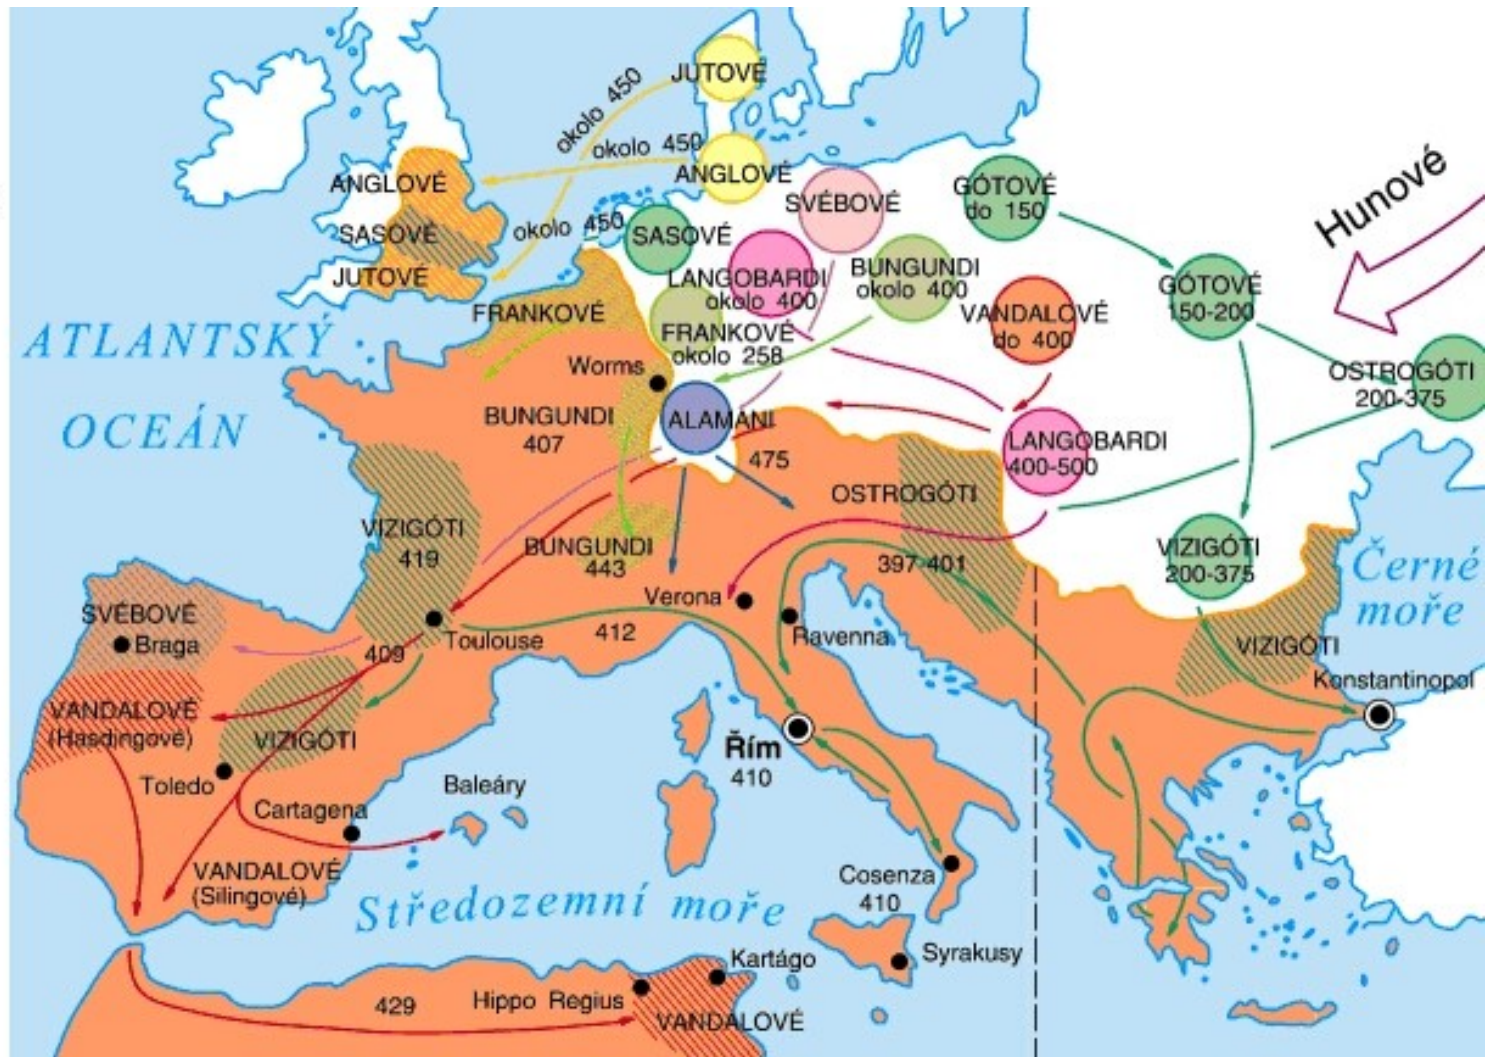 JUTOVÉ
okolo 450
okolo 450
ANGLOVÉ
ANGLOVÉ
SVÉBOVÉ
GÓTOVÉ
do 150
Hunové
SASOVÉ
okolo 450
SASOVÉ
JUTOVÉ
LANGOBARDI
okolo 400
BUNGUNDI
okolo 400
GÓTOVÉ
150-200
FRANKOVÉ
FRANKOVÉ
okolo 258
VANDALOVÉ
do 400
ATLANTSKÝ
OCEÁN
Worms
OSTROGÓTI
200-375
BUNGUNDI
407
ALAMANI
475
LANGOBARDI
400-500
OSTROGÓTI
VIZIGÓTI
419
BUNGUNDI
443
397-401
VIZIGÓTI
200-375
Černé
moře
SVÉBOVÉ
Braga
Verona
Ravenna
409
Toulouse
412
VIZIGÓTI
Konstantinopol
VANDALOVÉ
(Hasdingové)
VIZIGÓTI
Řím
410
Toledo
Cartagena
Baleáry
VANDALOVÉ
(Silingové)
Středozemní moře
Cosenza
410
Syrakusy
Kartágo
429
Hippo Regius
VANDALOVÉ